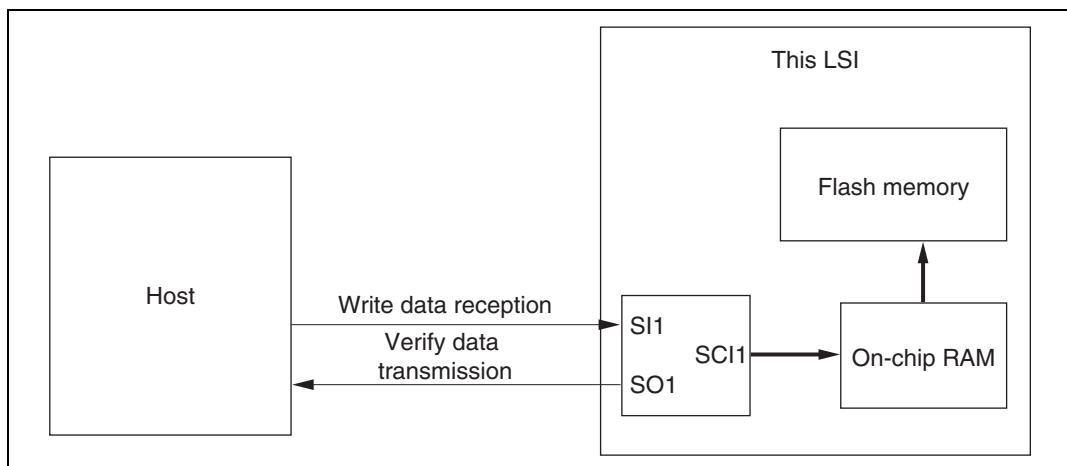 This LSI
Flash memory
Host
Write data reception
SI1
Verify data
transmission
SCI1
On-chip RAM
SO1